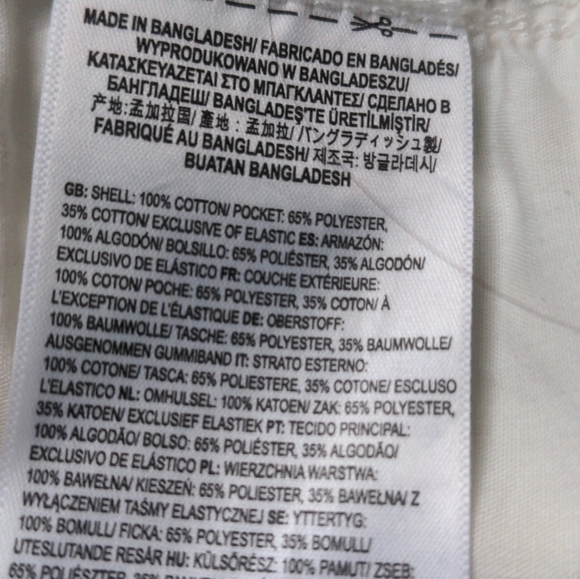 MADE IN BANGLADESH/ FABRICADO EN BANGLADÉS/
WYPRODUKOWANO W BANGLADESZU/
ΚΑΤΑΣΚΕΥΑΖΕΤΑΙ ΣΤΟ ΜΠΑΓΚΛΑΝΤΕΣ/ СДЕЛАНО В
БАНГЛАДЕШ/ BANGLADEŞ'TE ÜRETİLMİŞTİR/
产地:孟加拉国/ 產地：孟加拉/ バングラディッシュ製/
FABRIQUÉ AU BANGLADESH/ 제조국: 방글라데시/
BUATAN BANGLADESH
GB: SHELL: 100% COTTON/ POCKET: 65% POLYESTER,
35% COTTON/ EXCLUSIVE OF ELASTIC ES: ARMAZÓN:
100% ALGODÓN/ BOLSILLO: 65% POLIÉSTER, 35% ALGODÓN/
EXCLUSIVO DE ELÁSTICO FR: COUCHE EXTÉRIEURE:
100% COTON/ POCHE: 65% POLYESTER, 35% COTON/ À
L'EXCEPTION DE L'ÉLASTIQUE DE: OBERSTOFF:
100% BAUMWOLLE/ TASCHE: 65% POLYESTER, 35% BAUMWOLLE/
AUSGENOMMEN GUMMIBAND IT: STRATO ESTERNO:
100% COTONE/ TASCA: 65% POLIESTERE, 35% COTONE/ ESCLUSO
L'ELASTICO NL: OMHULSEL: 100% KATOEN/ ZAK: 65% POLYESTER,
35% KATOEN/ EXCLUSIEF ELASTIEK PT: TECIDO PRINCIPAL:
100% ALGODÃO/ BOLSO: 65% POLIÉSTER, 35% ALGODÃO/
EXCLUSIVO DE ELÁSTICO PL: WIERZCHNIA WARSTWA:
100% BAWEŁNA/ KIESZEŃ: 65% POLIESTER, 35% BAWEŁNA/ Z
WYŁĄCZENIEM TAŚMY ELASTYCZNEJ SE: YTTERTYG:
100% BOMULL/ FICKA: 65% POLYESTER, 35% BOMULL/
UTESLUTANDE RESÅR HU: KÜLSŐRÉSZ: 100% PAMUT/ ZSEB:
65% POLIÉSZTER, 35%